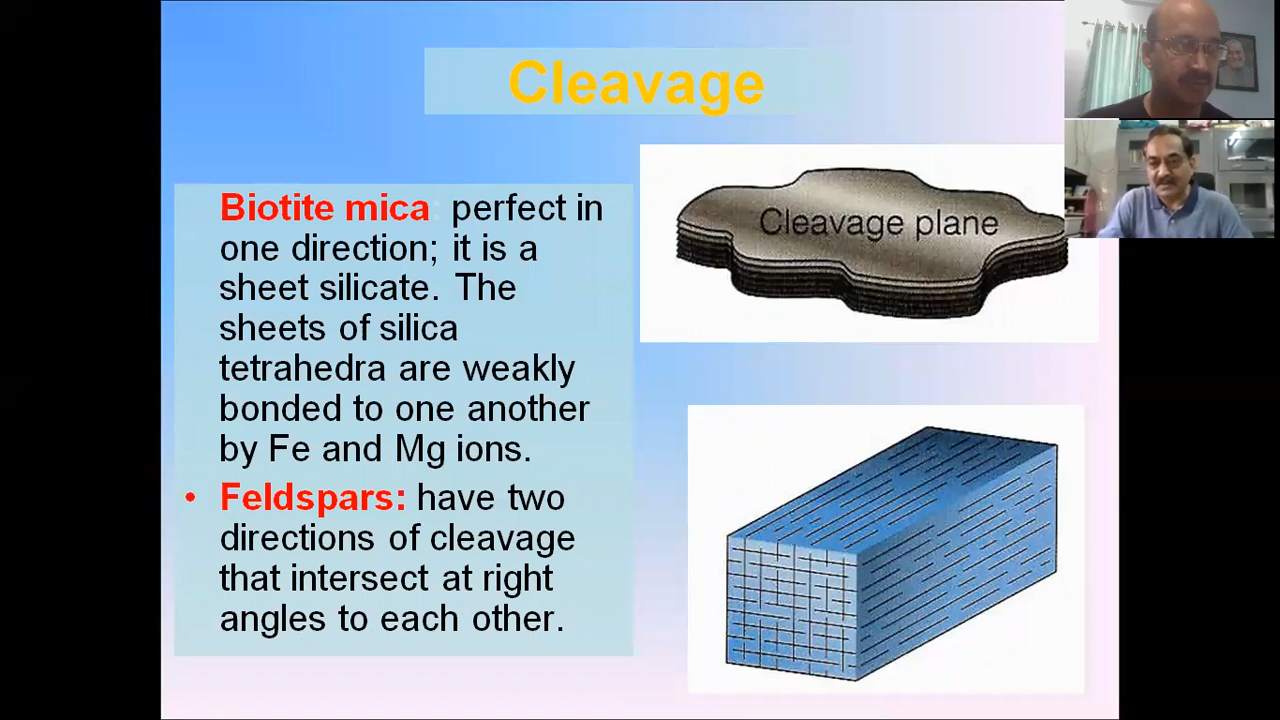 Cleavage
Biotite mica: perfect in
one direction; it is a
sheet silicate. The
sheets of silica
tetrahedra are weakly
bonded to one another
by Fe and Mg ions.
• Feldspars: have two
directions of cleavage
that intersect at right
angles to each other.
Cleavage plane